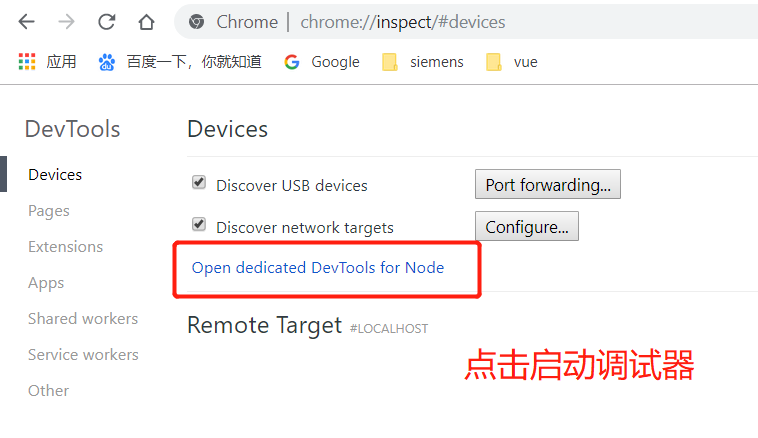 Chrome | chrome://inspect/#devices
应用 百度一下，你就知道 Google siemens vue
DevTools
Devices
Pages
Extensions
Apps
Shared workers
Service workers
Other
Devices
Discover USB devices Port forwarding...
Discover network targets Configure...
Open dedicated DevTools for Node
Remote Target #LOCALHOST
点击启动调试器